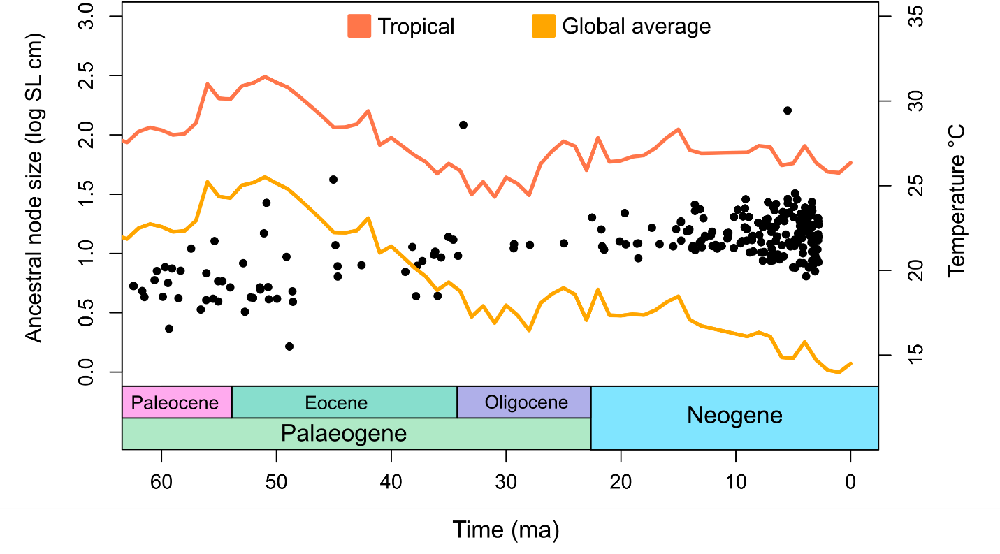 Tropical
Global average
Ancestral node size (log SL cm)
3.0
2.5
2.0
1.5
1.0
0.5
0.0
35
30
25
20
15
Temperature °C
Paleocene
Eocene
Oligocene
Neogene
Palaeogene
60
50
40
30
20
10
0
Time (ma)